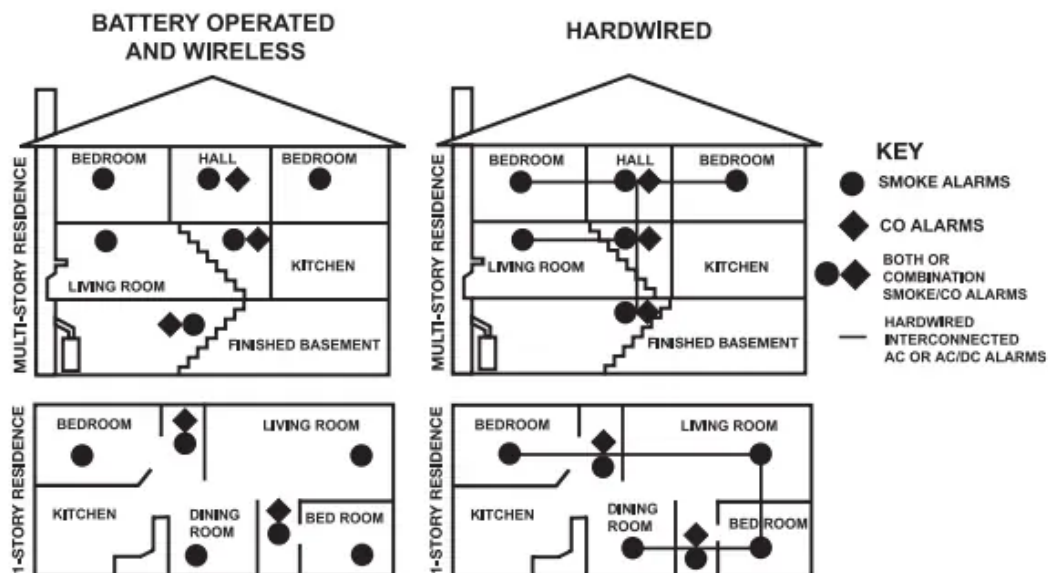 BATTERY OPERATED
AND WIRELESS
HARDWIRED
MULTI-STORY RESIDENCE
BEDROOM
HALL
BEDROOM
LIVING ROOM
KITCHEN
FINISHED BASEMENT
MULTI-STORY RESIDENCE
BEDROOM
HALL
BEDROOM
LIVING ROOM
KITCHEN
FINISHED BASEMENT
KEY
SMOKE ALARMS
CO ALARMS
BOTH OR
COMBINATION
SMOKE/CO ALARMS
HARDWIRED
INTERCONNECTED
AC OR AC/DC ALARMS
1-STORY RESIDENCE
BEDROOM
LIVING ROOM
KITCHEN
DINING
ROOM
BED ROOM
1-STORY RESIDENCE
BEDROOM
LIVING ROOM
KITCHEN
DINING
ROOM
BED ROOM